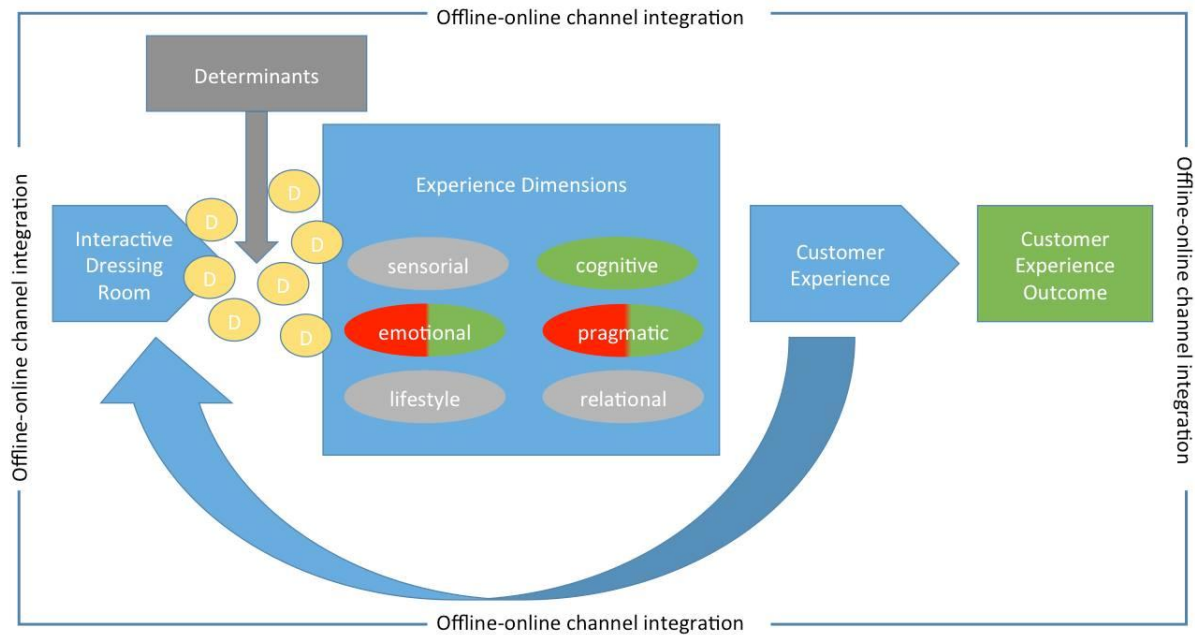 Offline-online channel integration
Determinants
Offline-online channel integration
Offline-online channel integration
Interactive
Dressing
Room
D
D
D
D
D
D
D
Experience Dimensions
sensorial
cognitive
emotional
pragmatic
lifestyle
relational
Customer
Experience
Customer
Experience
Outcome
Offline-online channel integration